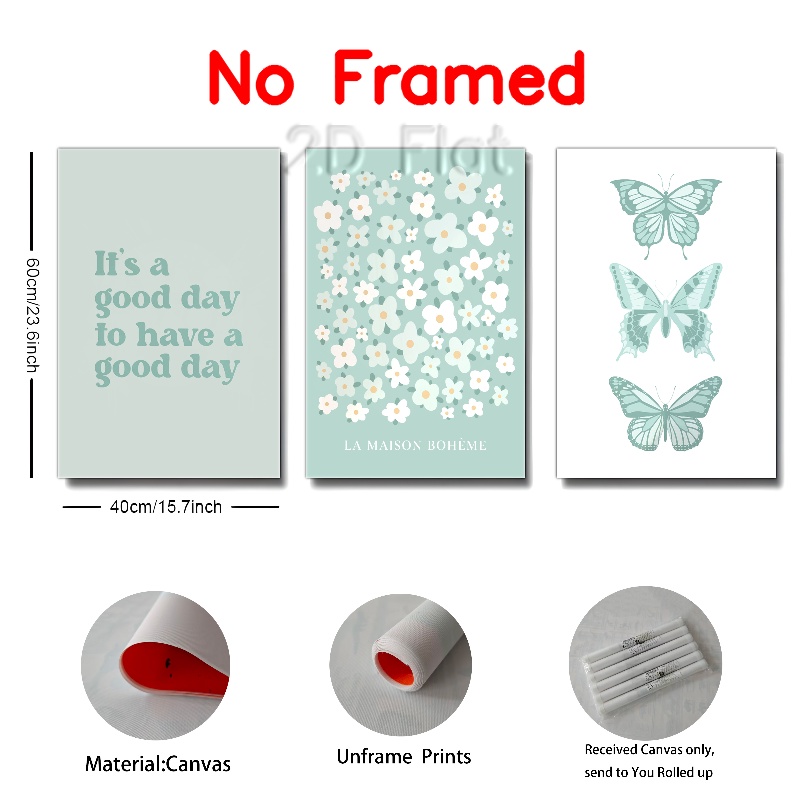 No Framed
2D Flat
60cm/23.6inch
It's a
good day
to have a
good day
LA MAISON BOHÈME
40cm/15.7inch
Material:Canvas
Unframe Prints
Received Canvas only,
send to You Rolled up